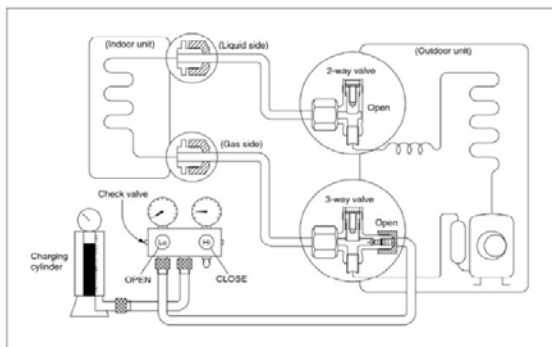 (Indoor unit)
(Liquid side)
(Outdoor unit)
2-way valve
Open
(Gas side)
3-way valve
Open
Check valve
Lo
Hi
Charging
cylinder
OPEN
CLOSE